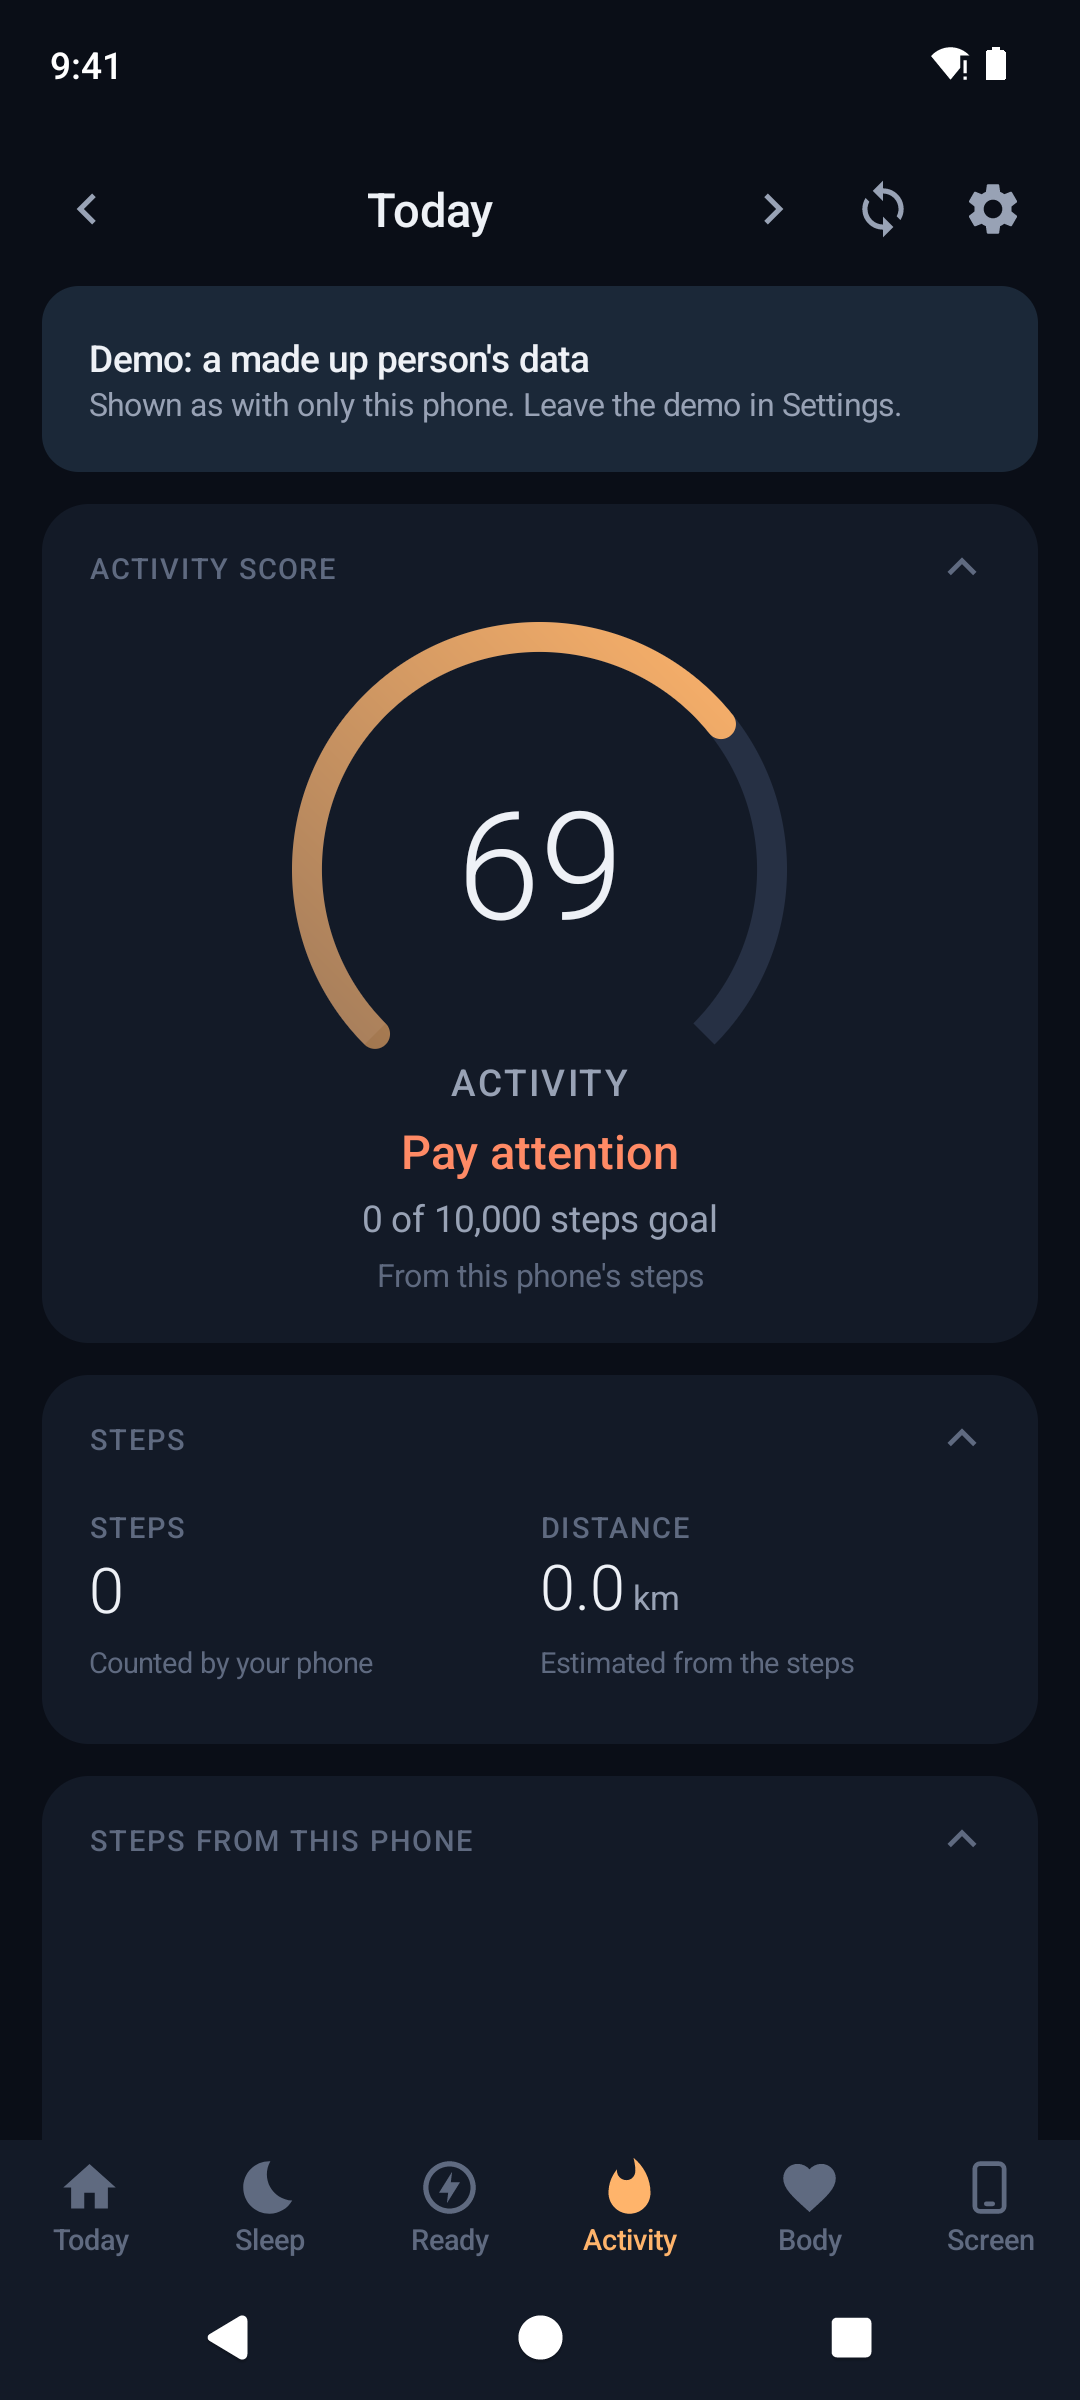 9:41
Today
Demo: a made up person's data
Shown as with only this phone. Leave the demo in Settings.
ACTIVITY SCORE
69
ACTIVITY
Pay attention
0 of 10,000 steps goal
From this phone's steps
STEPS
STEPS
0
Counted by your phone
DISTANCE
0.0 km
Estimated from the steps
STEPS FROM THIS PHONE
Today
Sleep
Ready
Activity
Body
Screen